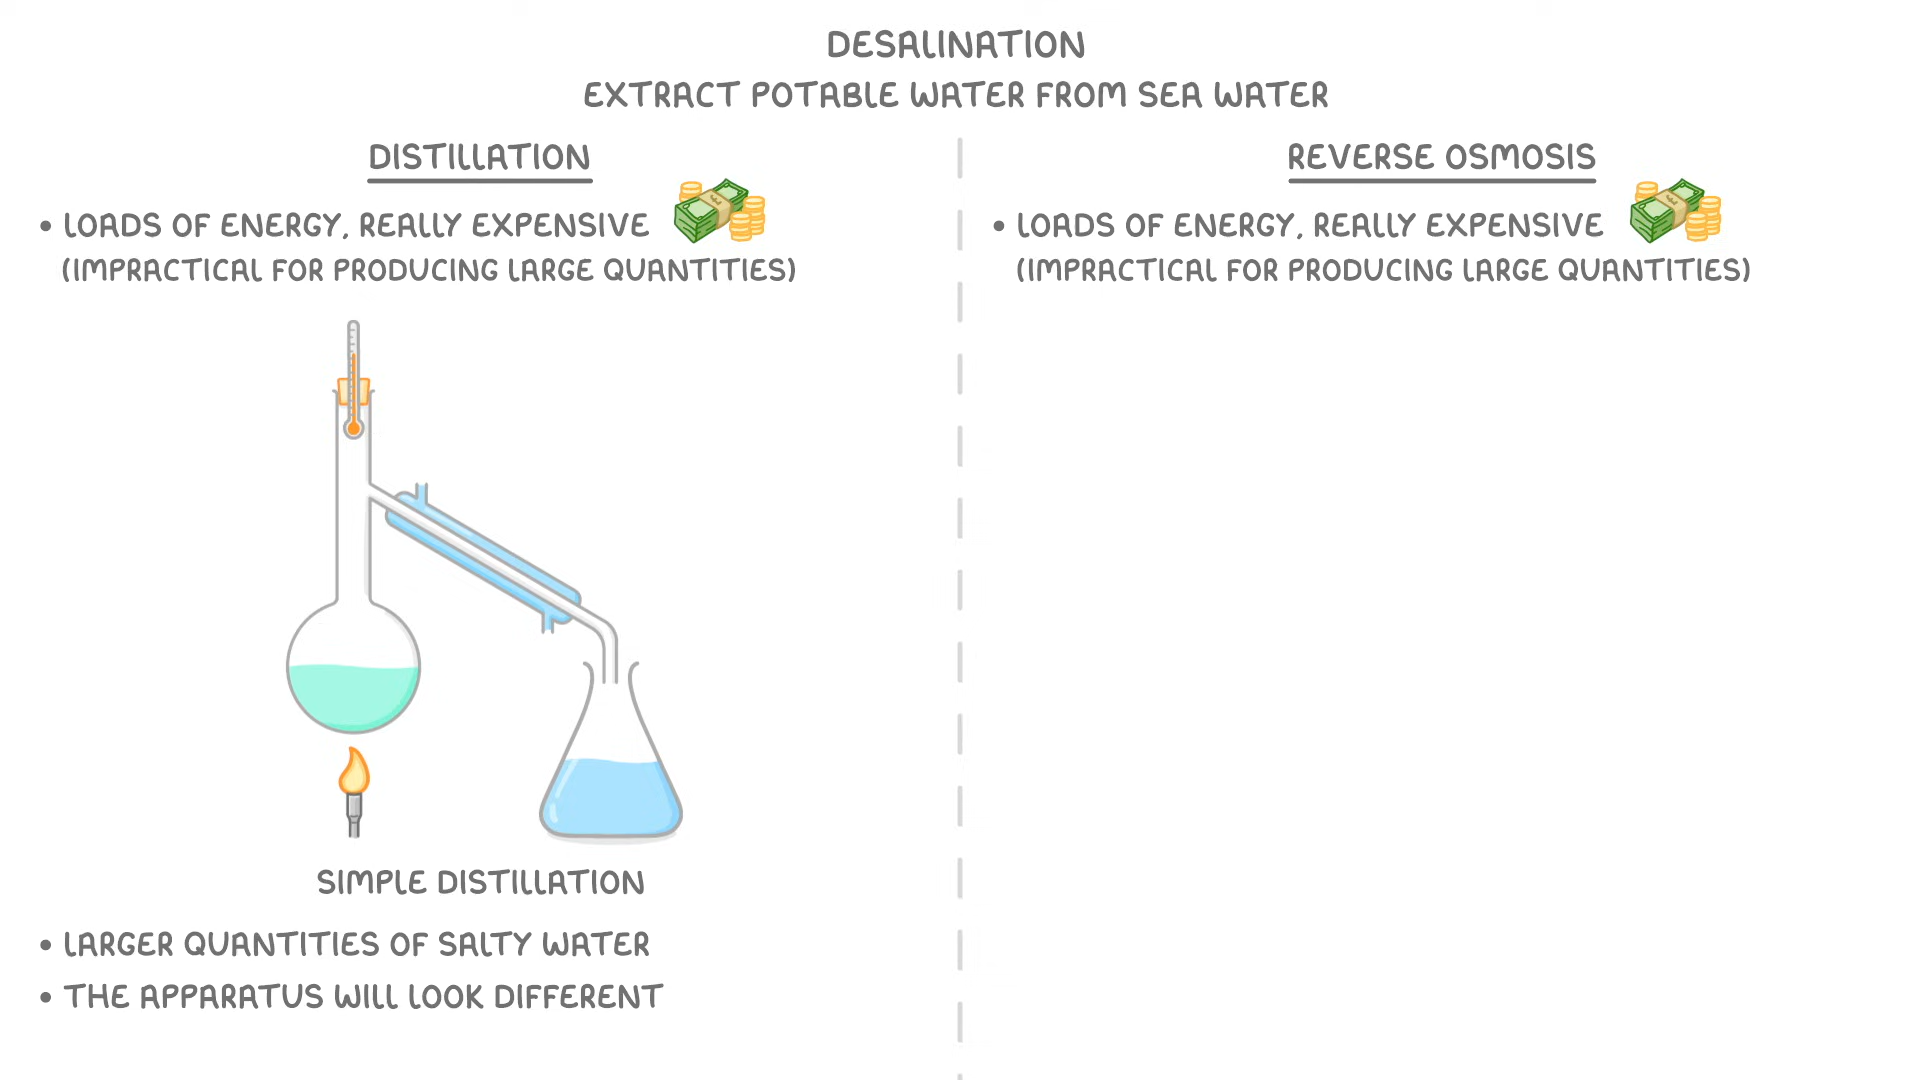 DESALINATION
EXTRACT POTABLE WATER FROM SEA WATER
DISTILLATION
• LOADS OF ENERGY, REALLY EXPENSIVE
(IMPRACTICAL FOR PRODUCING LARGE QUANTITIES)
SIMPLE DISTILLATION
• LARGER QUANTITIES OF SALTY WATER
• THE APPARATUS WILL LOOK DIFFERENT
REVERSE OSMOSIS
• LOADS OF ENERGY, REALLY EXPENSIVE
(IMPRACTICAL FOR PRODUCING LARGE QUANTITIES)